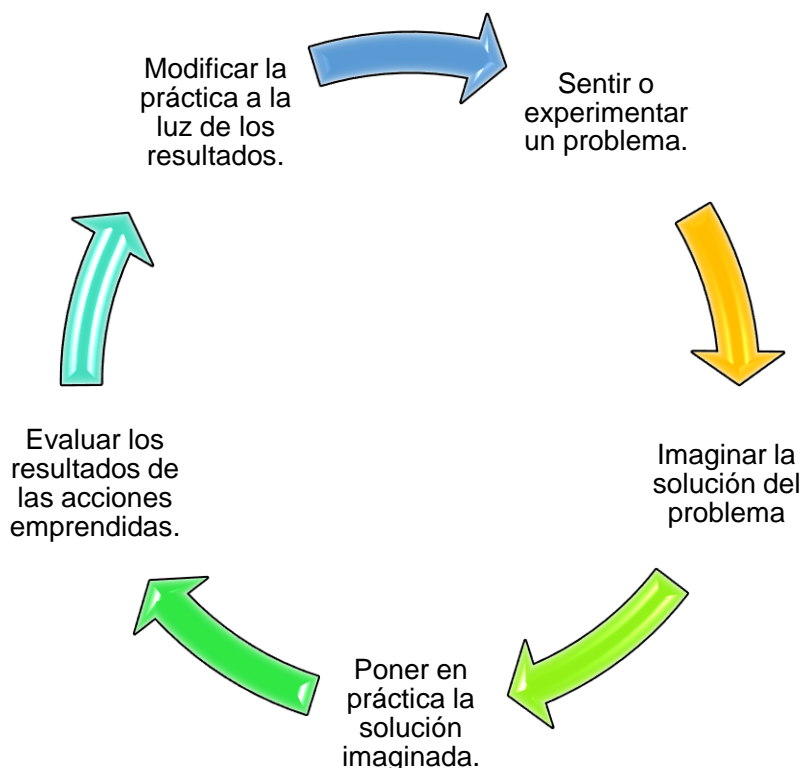 Sentir o
experimentar
un problema.
Imaginar la
solución del
problema
Poner en
práctica la
solución
imaginada.
Evaluar los
resultados de
las acciones
emprendidas.
Modificar la
práctica a la
luz de los
resultados.